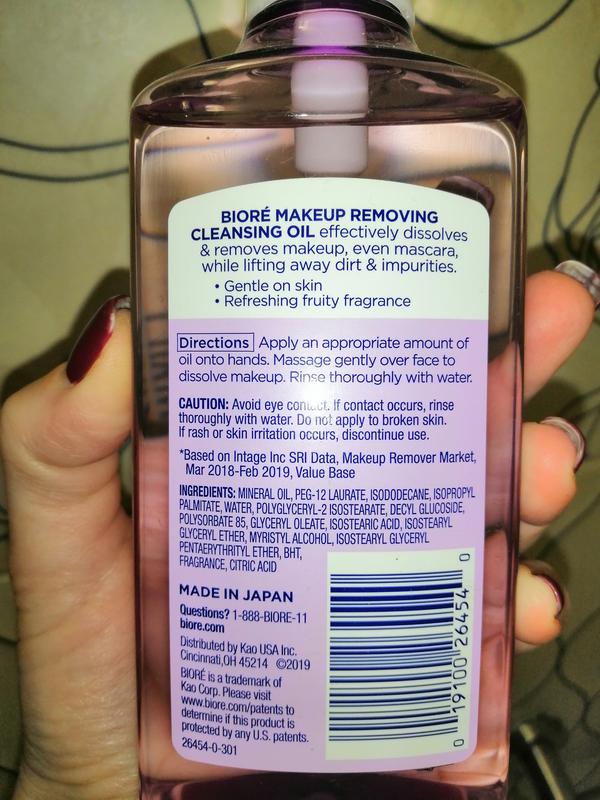 BIORÉ MAKEUP REMOVING
CLEANSING OIL effectively dissolves
& removes makeup, even mascara,
while lifting away dirt & impurities.
• Gentle on skin
• Refreshing fruity fragrance
Directions Apply an appropriate amount of
oil onto hands. Massage gently over face to
dissolve makeup. Rinse thoroughly with water.
CAUTION: Avoid eye contact. If contact occurs, rinse
thoroughly with water. Do not apply to broken skin.
If rash or skin irritation occurs, discontinue use.
*Based on Intage Inc SRI Data, Makeup Remover Market,
Mar 2018-Feb 2019, Value Base
INGREDIENTS: MINERAL OIL, PEG-12 LAURATE, ISODODECANE, ISOPROPYL
PALMITATE, WATER, POLYGLYCERYL-2 ISOSTEARATE, DECYL GLUCOSIDE,
POLYSORBATE 85, GLYCERYL OLEATE, ISOSTEARIC ACID, ISOSTEARYL
GLYCERYL ETHER, MYRISTYL ALCOHOL, ISOSTEARYL GLYCERYL
PENTAERYTHRITYL ETHER, BHT,
FRAGRANCE, CITRIC ACID
MADE IN JAPAN
Questions? 1-888-BIORE-11
biore.com
Distributed by Kao USA Inc.
Cincinnati,OH 45214 ©2019
BIORÉ is a trademark of
Kao Corp. Please visit
www.biore.com/patents to
determine if this product is
protected by any U.S. patents.
26454-0-301
0 19100 26454 0